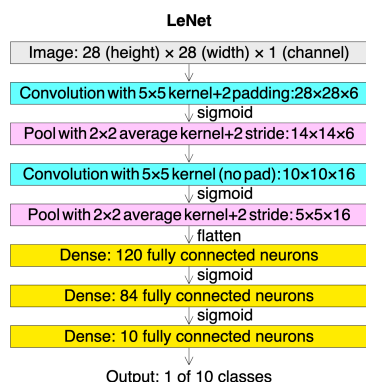 LeNet
Image: 28 (height) × 28 (width) × 1 (channel)
Convolution with 5×5 kernel+2 padding:28×28×6
sigmoid
Pool with 2×2 average kernel+2 stride:14×14×6
Convolution with 5×5 kernel (no pad):10×10×16
sigmoid
Pool with 2×2 average kernel+2 stride: 5×5×16
flatten
Dense: 120 fully connected neurons
sigmoid
Dense: 84 fully connected neurons
sigmoid
Dense: 10 fully connected neurons
Output: 1 of 10 classes